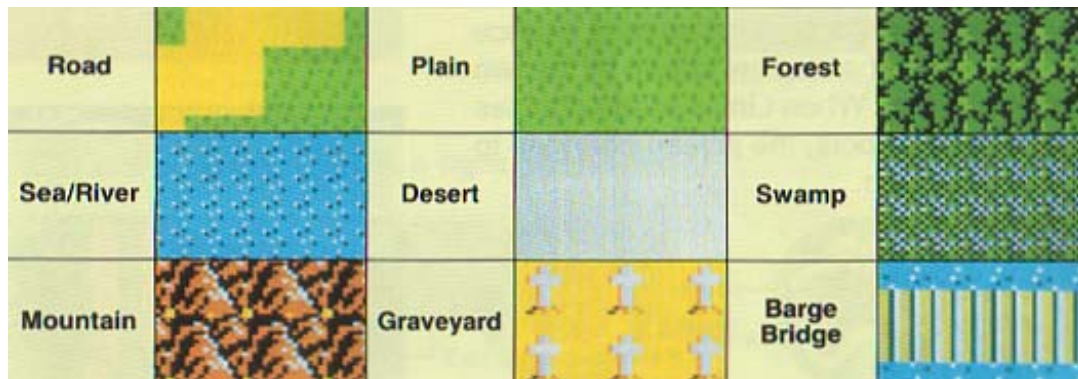 Road
Plain
Forest
Sea/River
Desert
Swamp
Mountain
Graveyard
Barge
Bridge